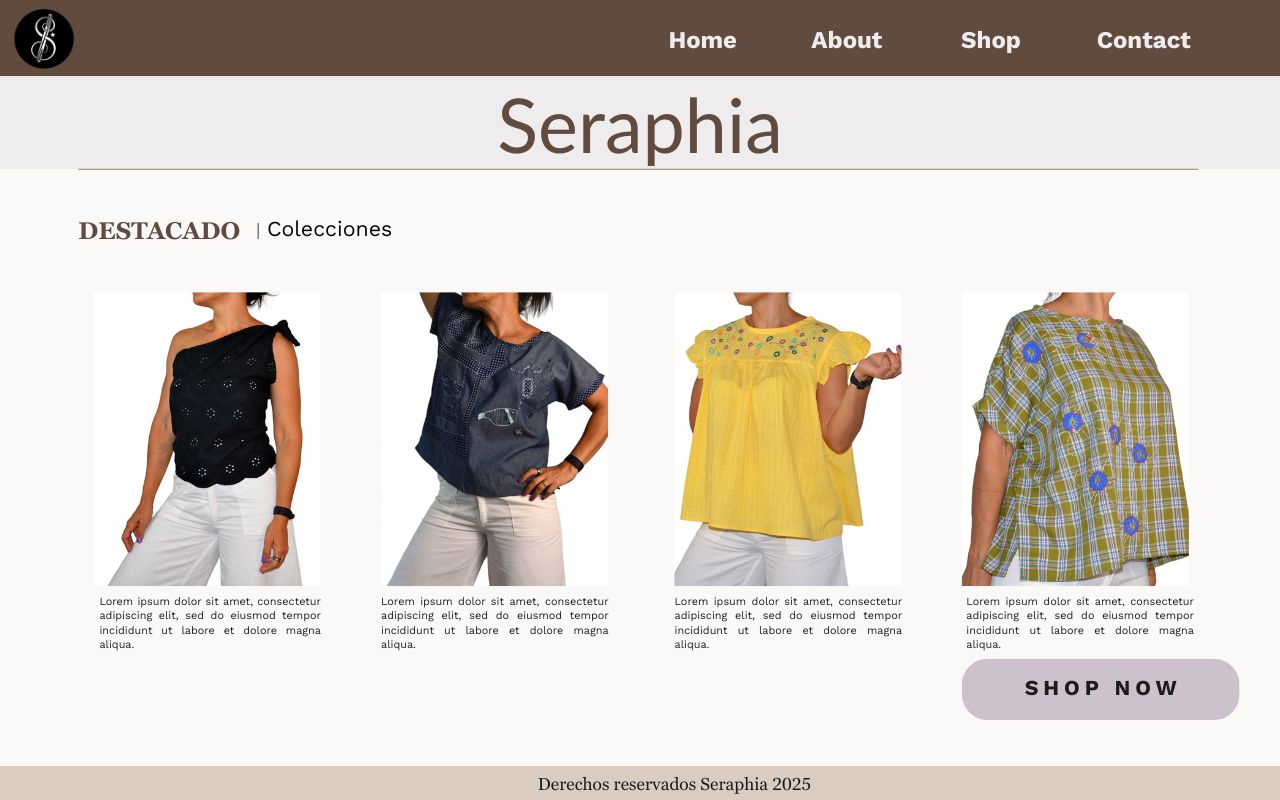 Home About Shop Contact
Seraphia
DESTACADO | Colecciones
Lorem ipsum dolor sit amet, consectetur
adipiscing elit, sed do eiusmod tempor
incididunt ut labore et dolore magna
aliqua.
Lorem ipsum dolor sit amet, consectetur
adipiscing elit, sed do eiusmod tempor
incididunt ut labore et dolore magna
aliqua.
Lorem ipsum dolor sit amet, consectetur
adipiscing elit, sed do eiusmod tempor
incididunt ut labore et dolore magna
aliqua.
Lorem ipsum dolor sit amet, consectetur
adipiscing elit, sed do eiusmod tempor
incididunt ut labore et dolore magna
aliqua.
SHOP NOW
Derechos reservados Seraphia 2025